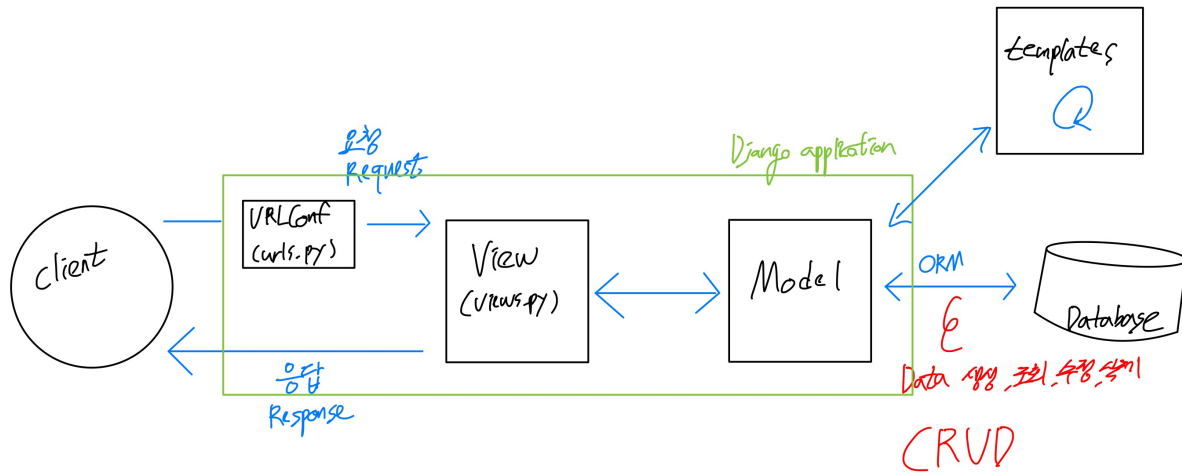 templates
Q
요청
Request
Django application
URLConf
(urls.py)
client
View
(views.py)
Model
ORM
Database
응답
Response
Data 생성, 조회, 수정, 삭제
CRUD